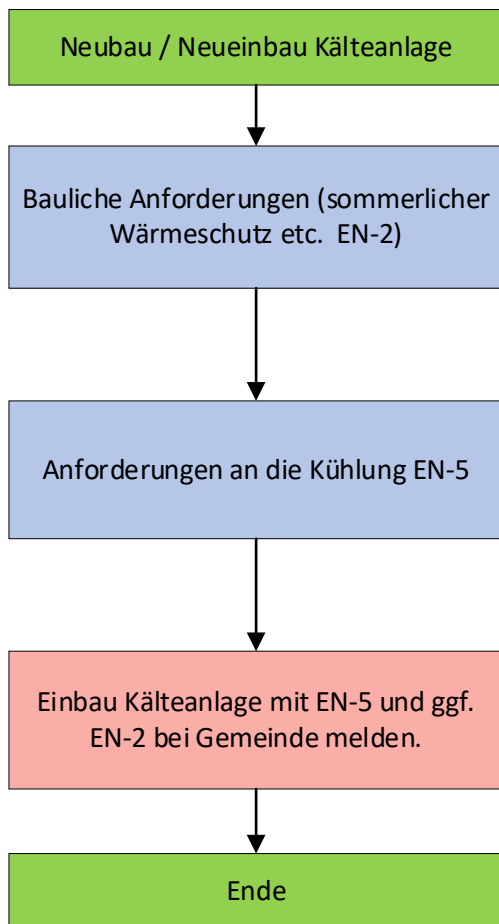 Neubau / Neueinbau Kälteanlage
Bauliche Anforderungen (sommerlicher
Wärmeschutz etc.  EN-2)
Anforderungen an die Kühlung EN-5
Einbau Kälteanlage mit EN-5 und ggf.
EN-2 bei Gemeinde melden.
Ende